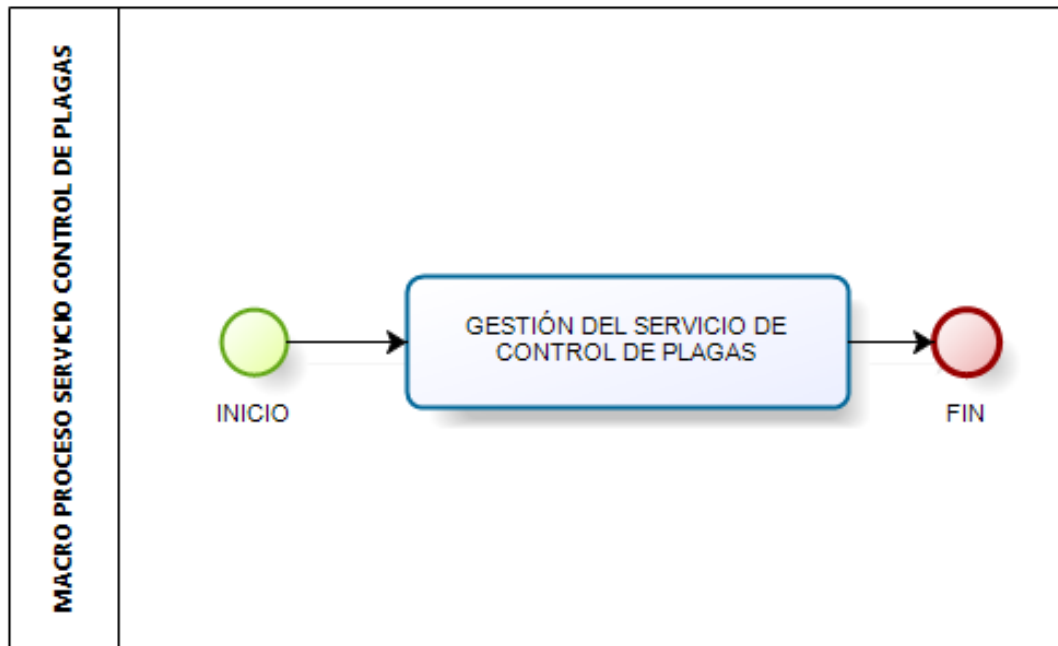 MACRO PROCESO SERVICIO CONTROL DE PLAGAS
GESTIÓN DEL SERVICIO DE
CONTROL DE PLAGAS
INICIO
FIN